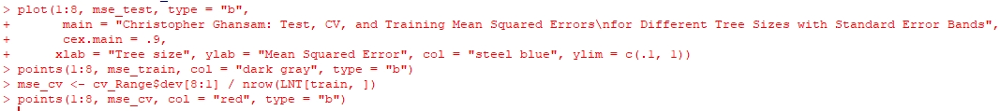 > plot(1:8, mse_test, type = "b",
+ main = "Christopher Ghansam: Test, CV, and Training Mean Squared Errors\nfor Different Tree Sizes with Standard Error Bands",
+ cex.main = .9,
+ xlab = "Tree size", ylab = "Mean Squared Error", col = "steel blue", ylim = c(.1, 1))
> points(1:8, mse_train, col = "dark gray", type = "b")
> mse_cv <- cv_Range$dev[8:1] / nrow(LNT[train, ])
> points(1:8, mse_cv, col = "red", type = "b")